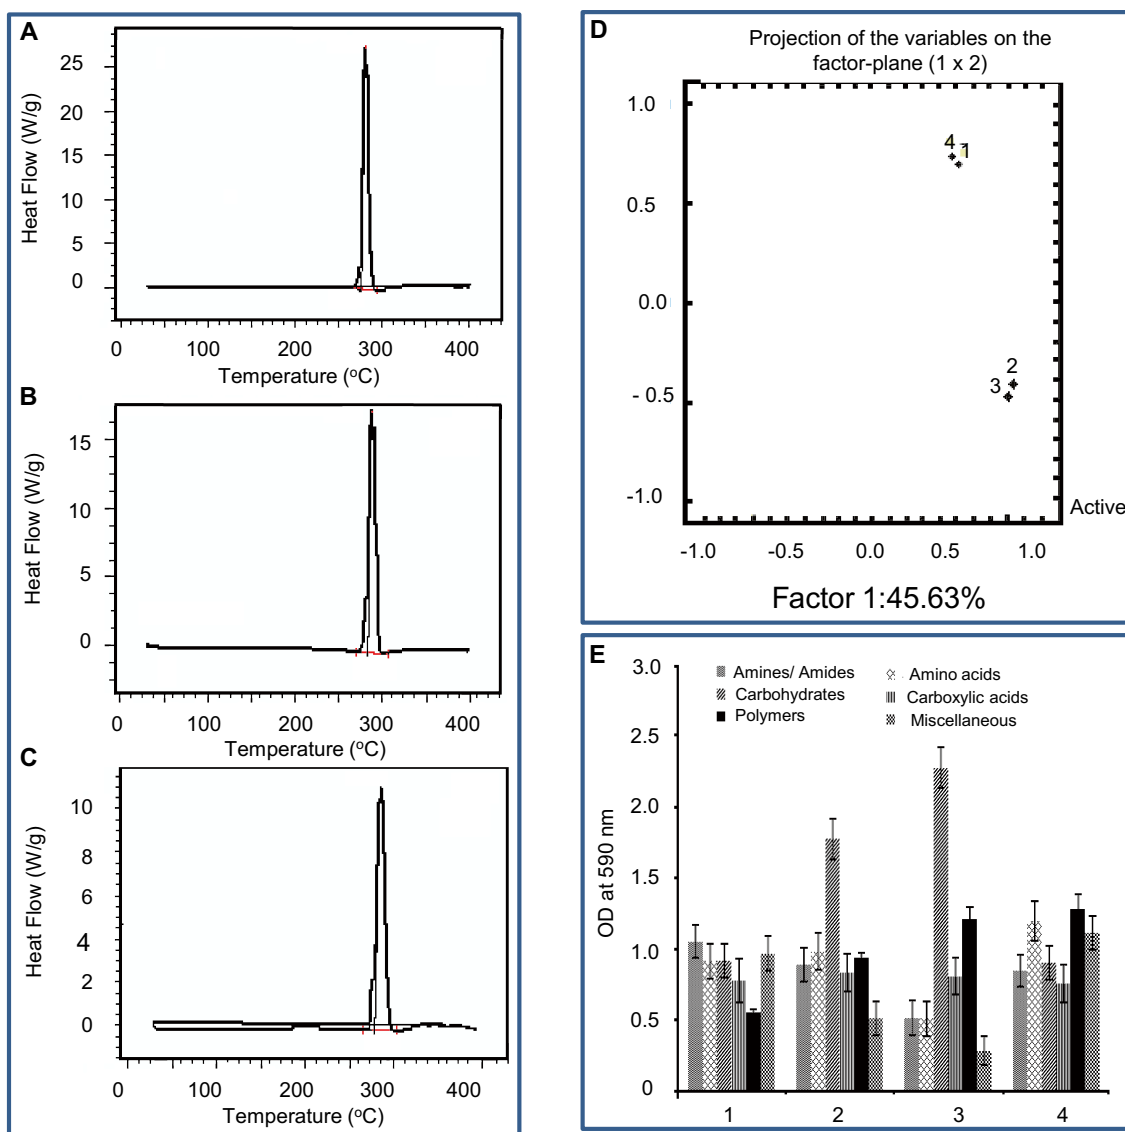 A
25
20
15
10
5
0
Heat Flow (W/g)
0 100 200 300 400
Temperature (oC)
B
15
10
5
0
Heat Flow (W/g)
0 100 200 300 400
Temperature (oC)
C
10
8
6
4
2
0
Heat Flow (W/g)
0 100 200 300 400
Temperature (oC)
D
Projection of the variables on the
factor-plane (1 x 2)
1.0
0.5
0.0
- 0.5
-1.0
4 1
2
3
Active
-1.0 -0.5 0.0 0.5 1.0
Factor 1:45.63%
E
3.0
2.5
2.0
1.5
1.0
0.5
0
OD at 590 nm
Amines/ Amides
Carbohydrates
Polymers
Amino acids
Carboxylic acids
Miscellaneous
1 2 3 4